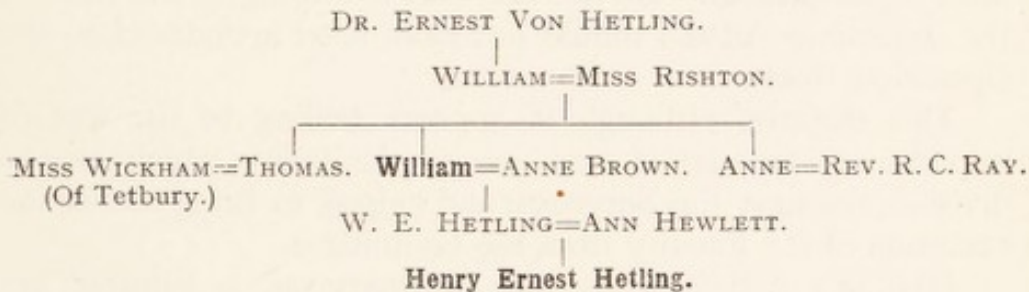 DR. ERNEST VON HETLING.
WILLIAM=MISS RISHTON.
MISS WICKHAM=THOMAS. William=ANNE BROWN. ANNE=REV. R. C. RAY.
(Of Tetbury.)
W. E. HETLING=ANN HEWLETT.
Henry Ernest Hetling.